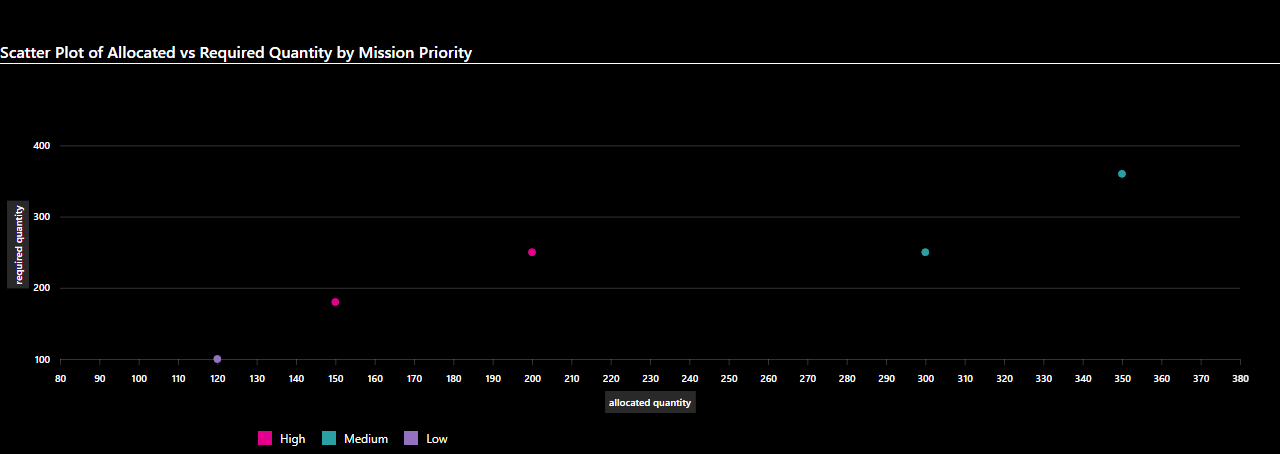 Scatter Plot of Allocated vs Required Quantity by Mission Priority
400
300
200
100
required quantity
80 90 100 110 120 130 140 150 160 170 180 190 200 210 220 230 240 250 260 270 280 290 300 310 320 330 340 350 360 370 380
allocated quantity
High Medium Low